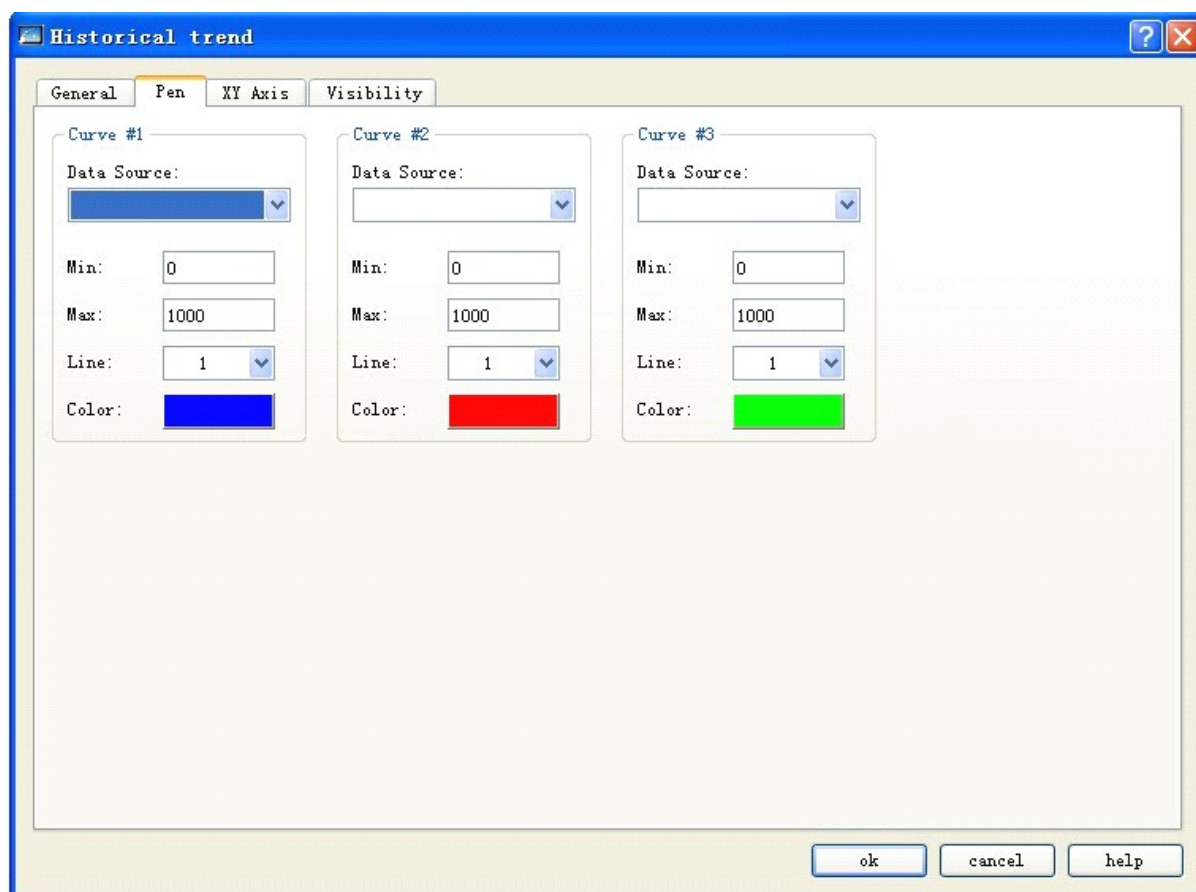 Historical trend
General Pen XY Axis Visibility
Curve #1 Curve #2 Curve #3
Data Source: Data Source: Data Source:
Min: 0 Min: 0 Min: 0
Max: 1000 Max: 1000 Max: 1000
Line: 1 Line: 1 Line: 1
Color: Color: Color:
ok cancel help